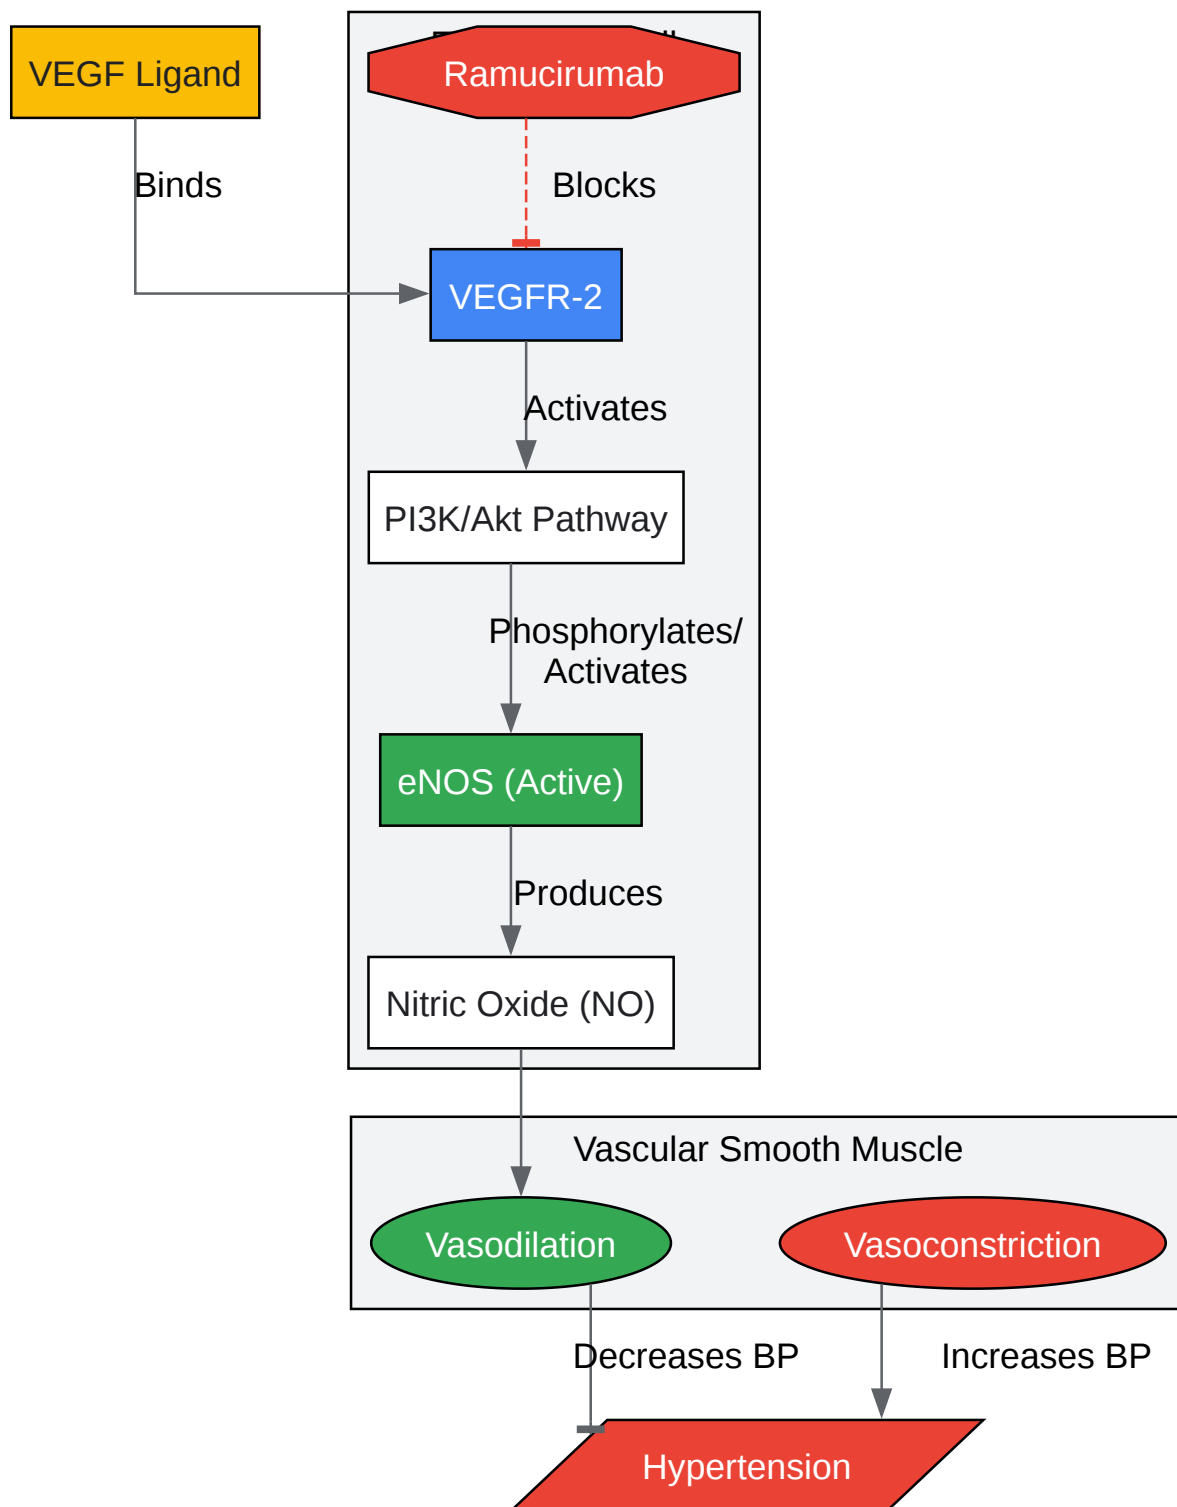 VEGF Ligand
Ramucirumab
Binds
Blocks
VEGFR-2
Activates
PI3K/Akt Pathway
Phosphorylates/
Activates
eNOS (Active)
Produces
Nitric Oxide (NO)
Vascular Smooth Muscle
Vasodilation
Vasoconstriction
Decreases BP
Increases BP
Hypertension